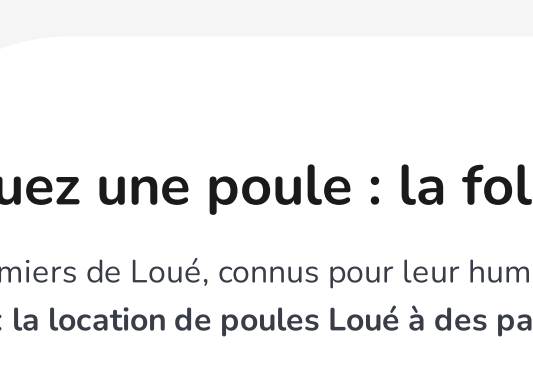 uez une poule : la fol
miers de Loué, connus pour leur hum
: la location de poules Loué à des pa